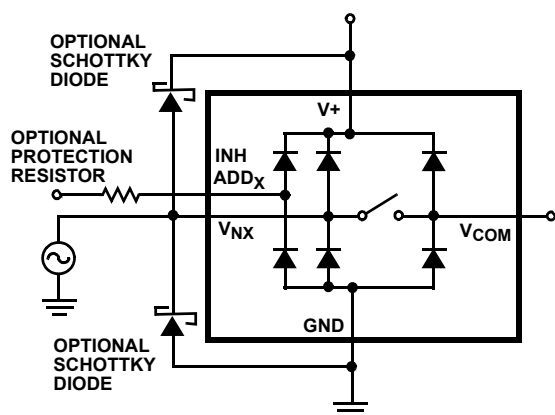 OPTIONAL
SCHOTTKY
DIODE
V+
OPTIONAL
PROTECTION
RESISTOR
INH
ADDX
VNX
VCOM
GND
OPTIONAL
SCHOTTKY
DIODE